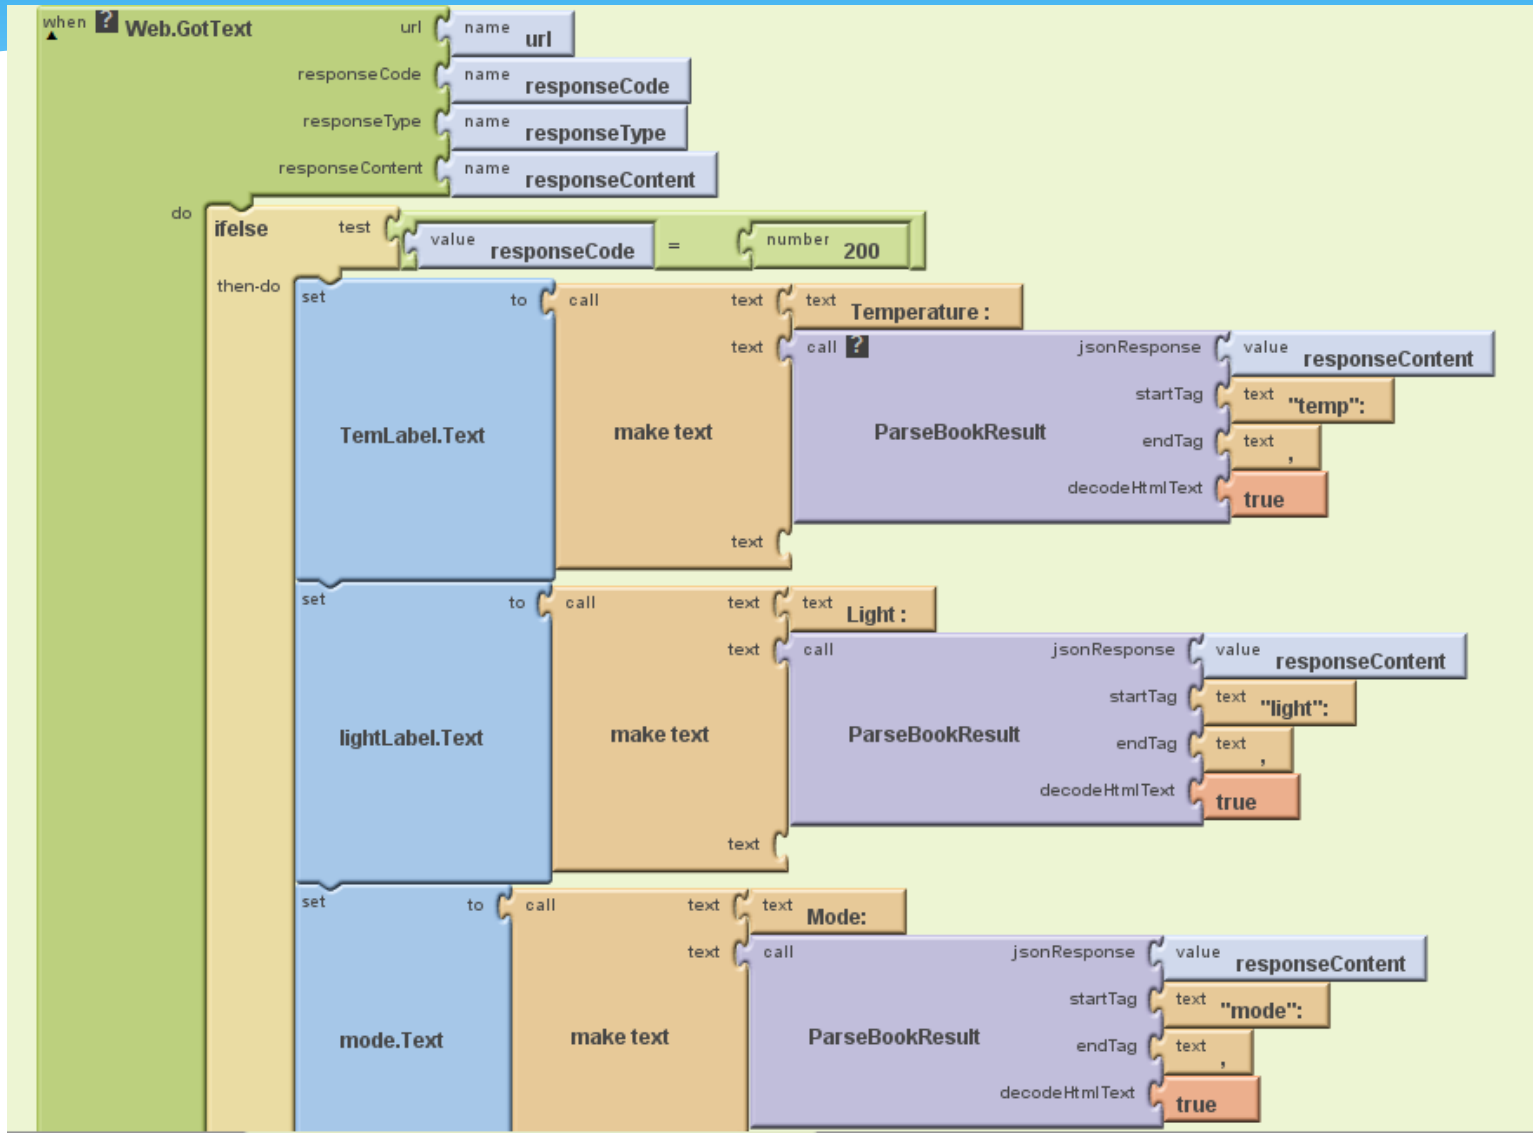 when ? Web.GotText url name url
responseCode name responseCode
responseType name responseType
responseContent name responseContent
do ifelse test value responseCode = number 200
then-do set to call text text Temperature :
text call ? jsonResponse value responseContent
startTag text "temp":
TemLabel.Text make text ParseBookResult endTag text ,
decodeHtmlText true
text
set to call text text Light :
text call jsonResponse value responseContent
startTag text "light":
lightLabel.Text make text ParseBookResult endTag text ,
decodeHtmlText true
text
set to call text text Mode:
text call jsonResponse value responseContent
startTag text "mode":
mode.Text make text ParseBookResult endTag text ,
decodeHtmlText true